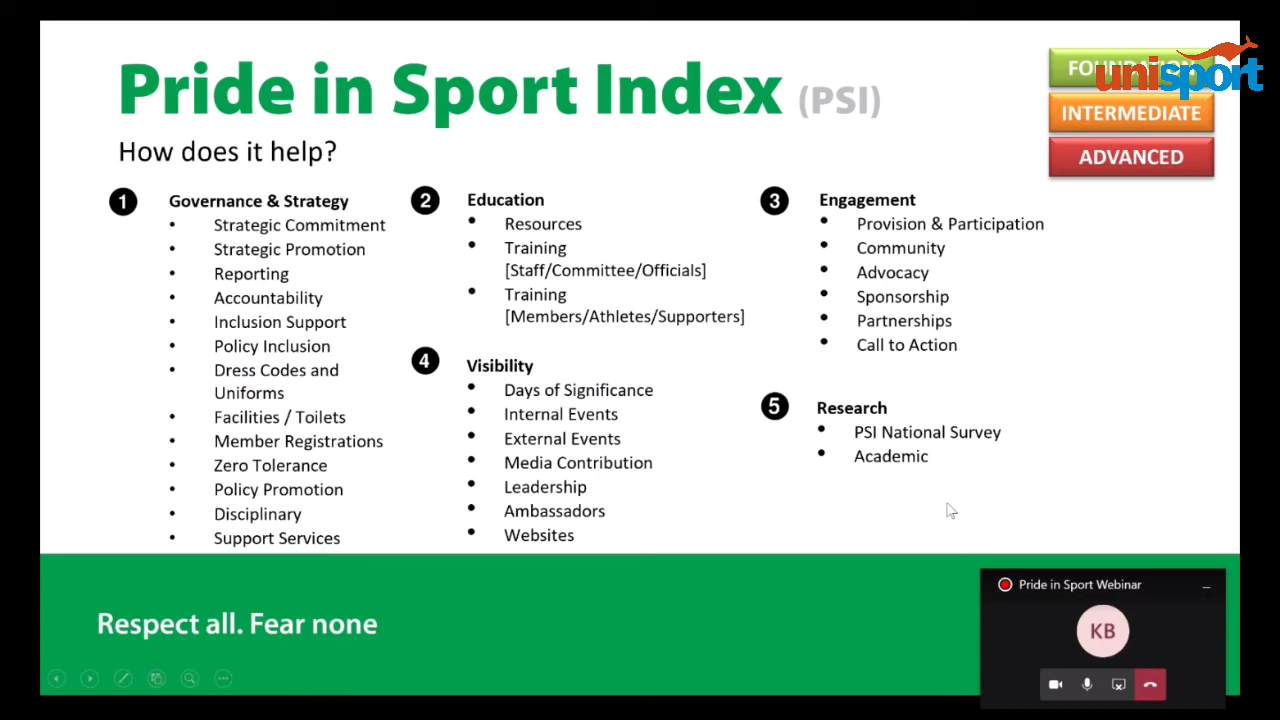 Pride in Sport Index (PSI)
How does it help?
unisport
INTERMEDIATE
ADVANCED
1 Governance & Strategy
• Strategic Commitment
• Strategic Promotion
• Reporting
• Accountability
• Inclusion Support
• Policy Inclusion
• Dress Codes and
Uniforms
• Facilities / Toilets
• Member Registrations
• Zero Tolerance
• Policy Promotion
• Disciplinary
• Support Services
2 Education
• Resources
• Training
[Staff/Committee/Officials]
• Training
[Members/Athletes/Supporters]
3 Engagement
• Provision & Participation
• Community
• Advocacy
• Sponsorship
• Partnerships
• Call to Action
4 Visibility
• Days of Significance
• Internal Events
• External Events
• Media Contribution
• Leadership
• Ambassadors
• Websites
5 Research
• PSI National Survey
• Academic
Respect all. Fear none
Pride in Sport Webinar
KB